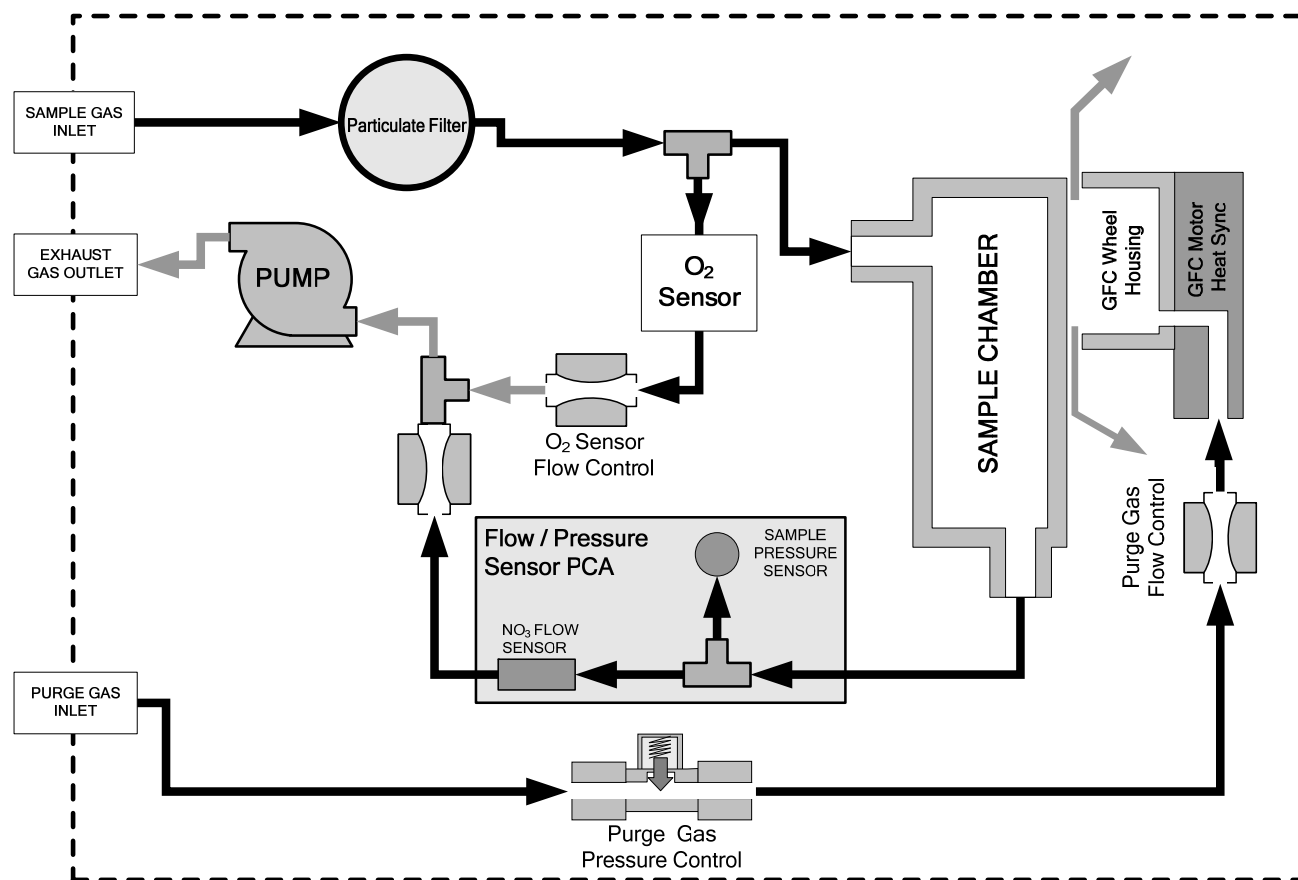 SAMPLE GAS
INLET
Particulate Filter
EXHAUST
GAS OUTLET
PUMP
O₂
Sensor
SAMPLE CHAMBER
GFC Wheel
Housing
GFC Motor
Heat Sync
O₂ Sensor
Flow Control
Purge Gas
Flow Control
Flow / Pressure
Sensor PCA
SAMPLE
PRESSURE
SENSOR
NO₃ FLOW
SENSOR
PURGE GAS
INLET
Purge Gas
Pressure Control